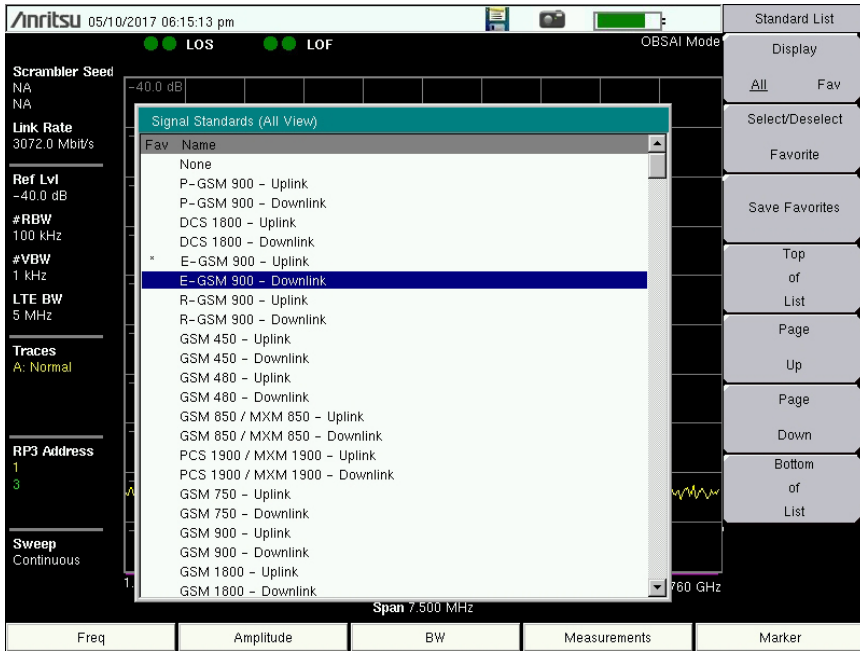 Anritsu 05/10/2017 06:15:13 pm
Standard List
LOS LOF
OBSAI Mode
Display
All Fav
Scrambler Seed
NA
NA
-40.0 dB
Link Rate
3072.0 Mbit/s
Ref Lvl
-40.0 dB
#RBW
100 kHz
#VBW
1 kHz
LTE BW
5 MHz
Traces
A: Normal
RP3 Address
1
3
Sweep
Continuous
Signal Standards (All View)
Fav Name
None
P-GSM 900 - Uplink
P-GSM 900 - Downlink
DCS 1800 - Uplink
DCS 1800 - Downlink
* E-GSM 900 - Uplink
E-GSM 900 - Downlink
R-GSM 900 - Uplink
R-GSM 900 - Downlink
GSM 450 - Uplink
GSM 450 - Downlink
GSM 480 - Uplink
GSM 480 - Downlink
GSM 850 / MXM 850 - Uplink
GSM 850 / MXM 850 - Downlink
PCS 1900 / MXM 1900 - Uplink
PCS 1900 / MXM 1900 - Downlink
GSM 750 - Uplink
GSM 750 - Downlink
GSM 900 - Uplink
GSM 900 - Downlink
GSM 1800 - Uplink
GSM 1800 - Downlink
1.
760 GHz
Span 7.500 MHz
Select/Deselect
Favorite
Save Favorites
Top
of
List
Page
Up
Page
Down
Bottom
of
List
Freq
Amplitude
BW
Measurements
Marker